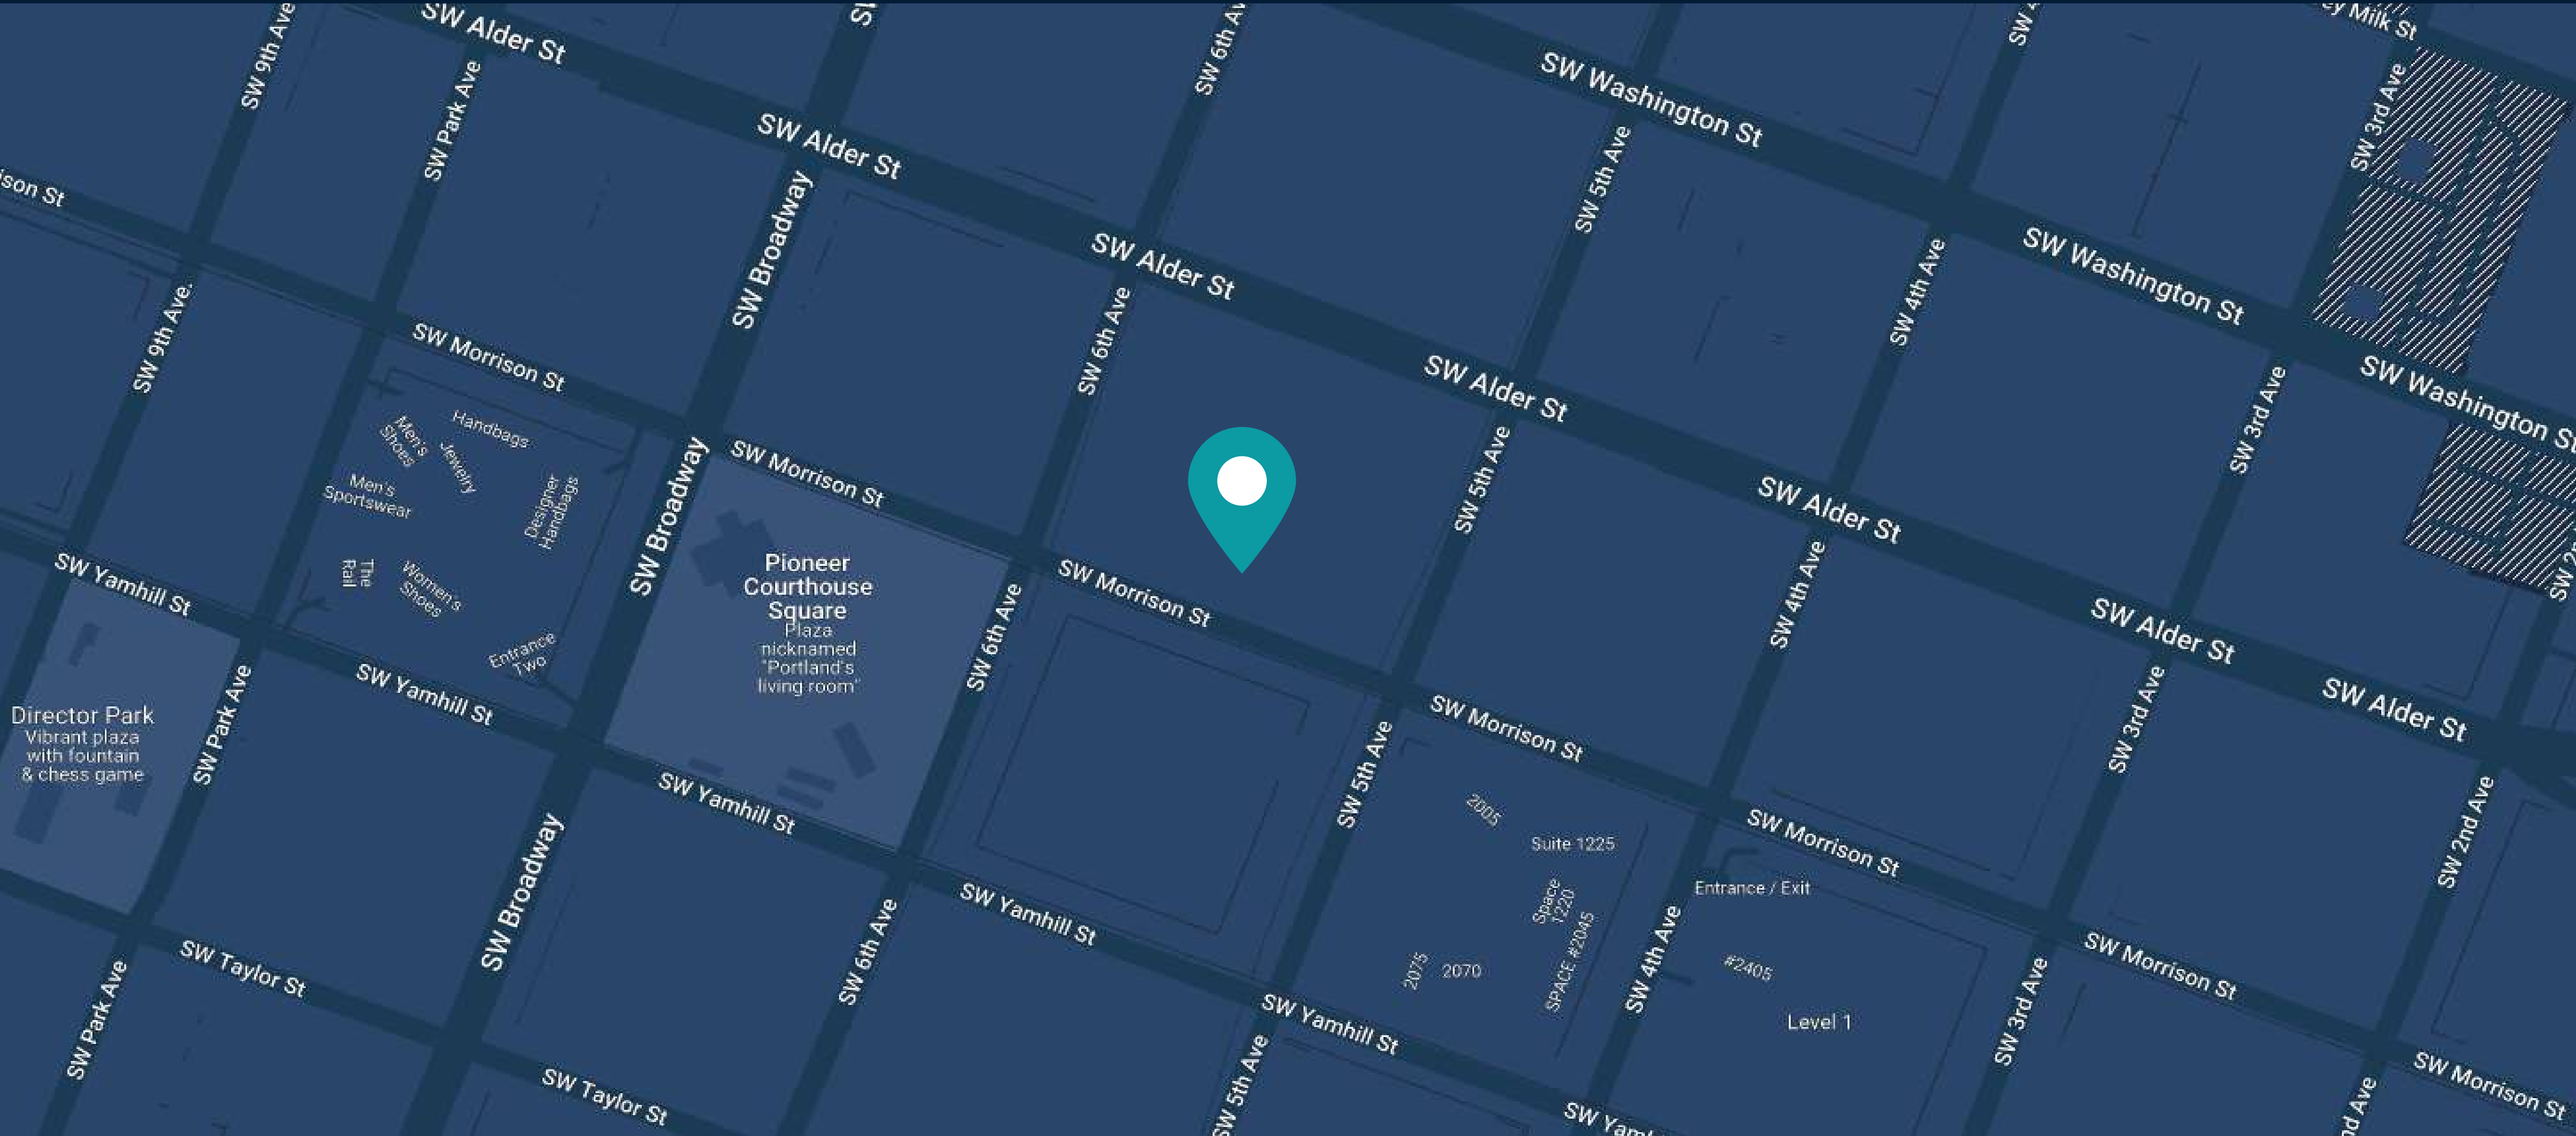 SW Alder St
SW 9th Ave
SW Park Ave
SW 6th Av
SW Washington St
Milk St
SW 3rd Ave
SW Alder St
SW 5th Ave
SW Broadway
SW Alder St
SW 6th Ave
SW 4th Ave
SW Washington St
SW 9th Ave.
SW Morrison St
SW Alder St
SW 5th Ave
SW 3rd Ave
SW Washington St
Handbags
Men's
Shoes
Jewelry
Men's
Sportswear
Designer
Handbags
The
Rail
Women's
Shoes
Entrance
Two
SW Broadway
SW Morrison St
Pioneer
Courthouse
Square
Plaza
nicknamed
"Portland's
living room"
SW Morrison St
SW 6th Ave
SW Alder St
SW 4th Ave
SW Alder St
SW 3rd Ave
SW Alder St
SW Yamhill St
Director Park
Vibrant plaza
with fountain
& chess game
SW Park Ave
SW Yamhill St
SW Yamhill St
SW 5th Ave
SW Morrison St
2005
Suite 1225
Space
1220
SPACE #2045
2075
2070
SW Morrison St
Entrance / Exit
#2405
Level 1
SW 4th Ave
SW 2nd Ave
SW Broadway
SW 6th Ave
SW Yamhill St
SW Morrison St
SW 3rd Ave
SW Taylor St
SW Park Ave
SW Yamhill St
SW 5th Ave
SW Taylor St
SW Morrison St